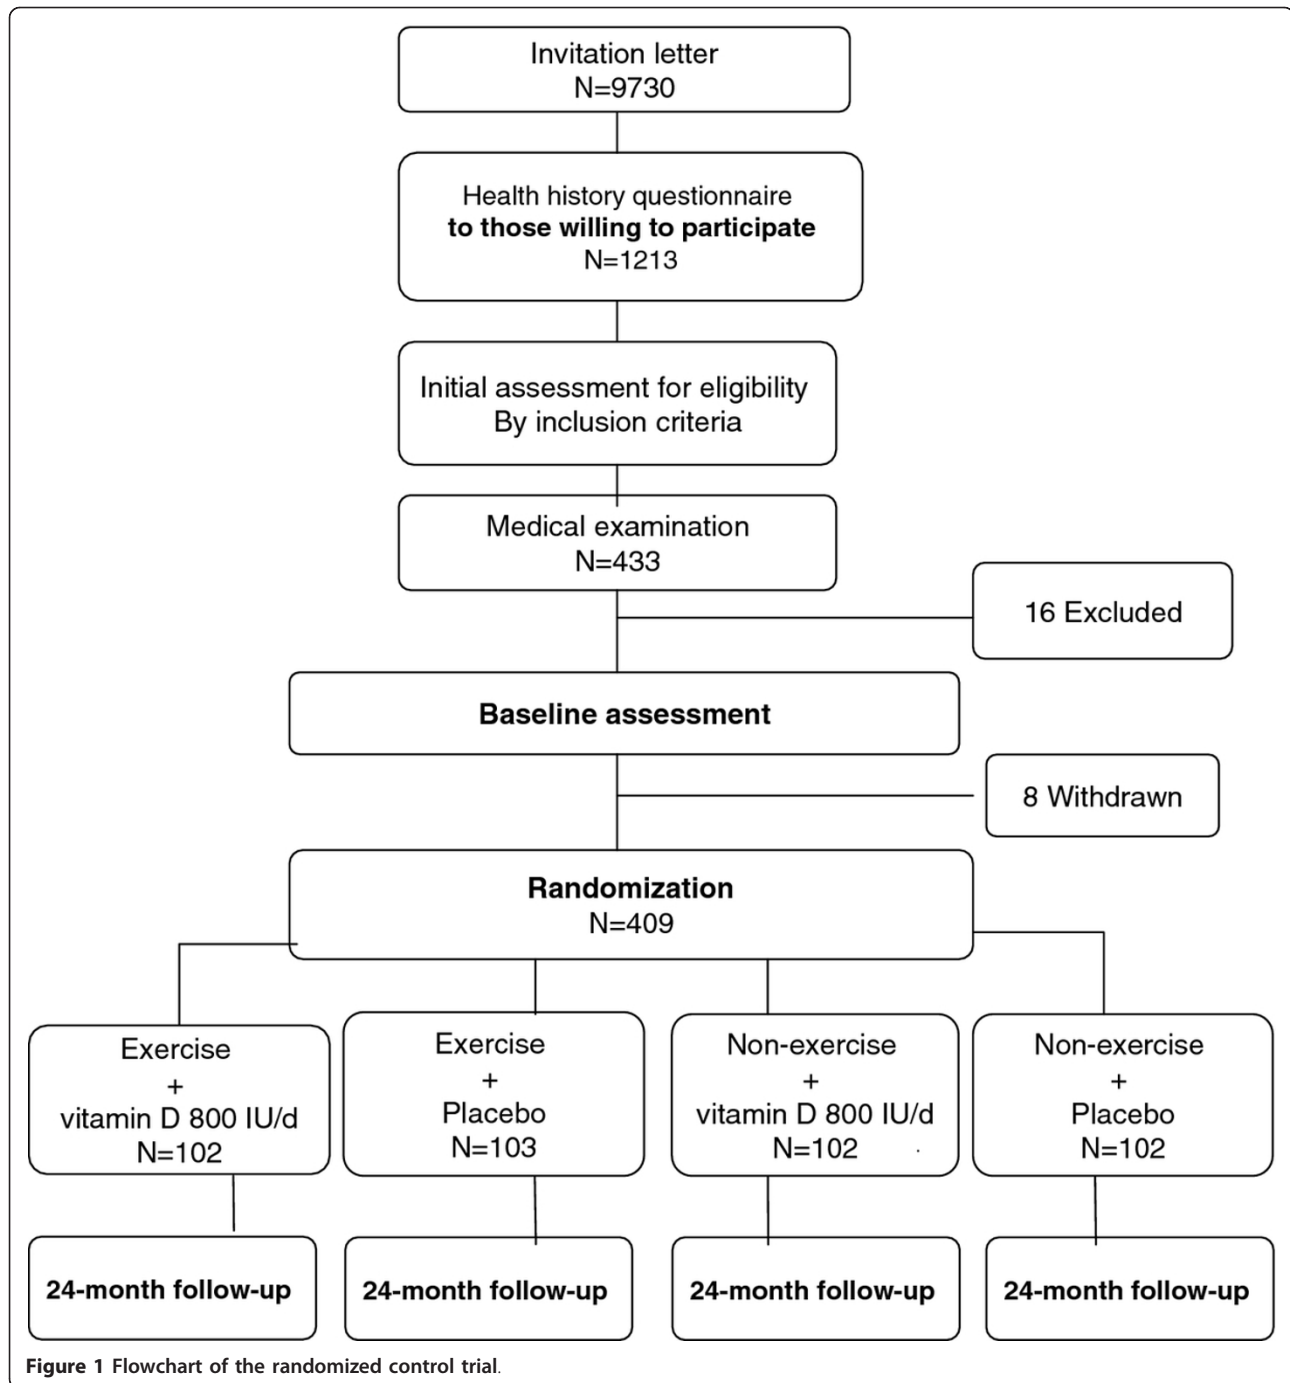 Invitation letter
N=9730
Health history questionnaire
to those willing to participate
N=1213
Initial assessment for eligibility
By inclusion criteria
Medical examination
N=433
16 Excluded
Baseline assessment
8 Withdrawn
Randomization
N=409
Exercise
+
vitamin D 800 IU/d
N=102
Exercise
+
Placebo
N=103
Non-exercise
+
vitamin D 800 IU/d
N=102
Non-exercise
+
Placebo
N=102
24-month follow-up
24-month follow-up
24-month follow-up
24-month follow-up
Figure 1 Flowchart of the randomized control trial.